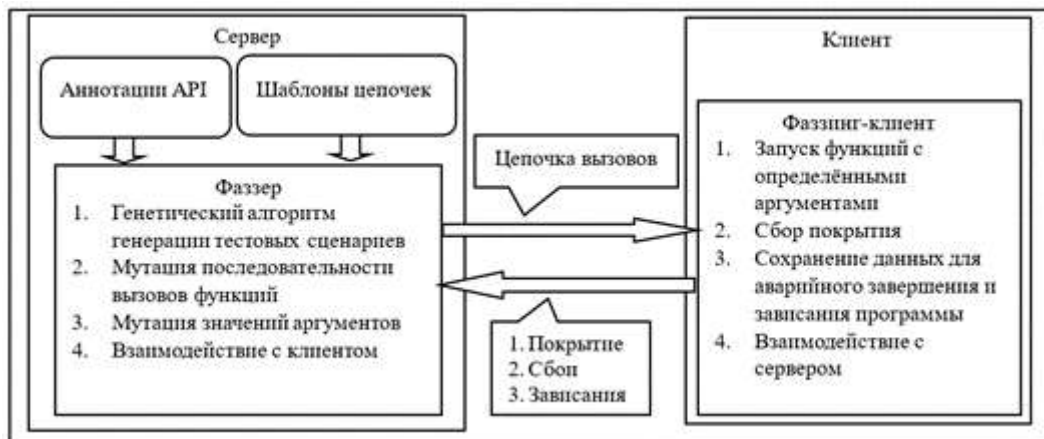 Сервер
Аннотации API
Шаблоны цепочек
Фаззер
1. Генетический алгоритм
генерации тестовых сценариев
2. Мутация последовательности
вызовов функций
3. Мутация значений аргументов
4. Взаимодействие с клиентом
Цепочка вызовов
1. Покрытие
2. Сбои
3. Зависания
Клиент
Фаззинг-клиент
1. Запуск функций с
определёнными
аргументами
2. Сбор покрытия
3. Сохранение данных для
аварийного завершения и
зависания программы
4. Взаимодействие с
сервером